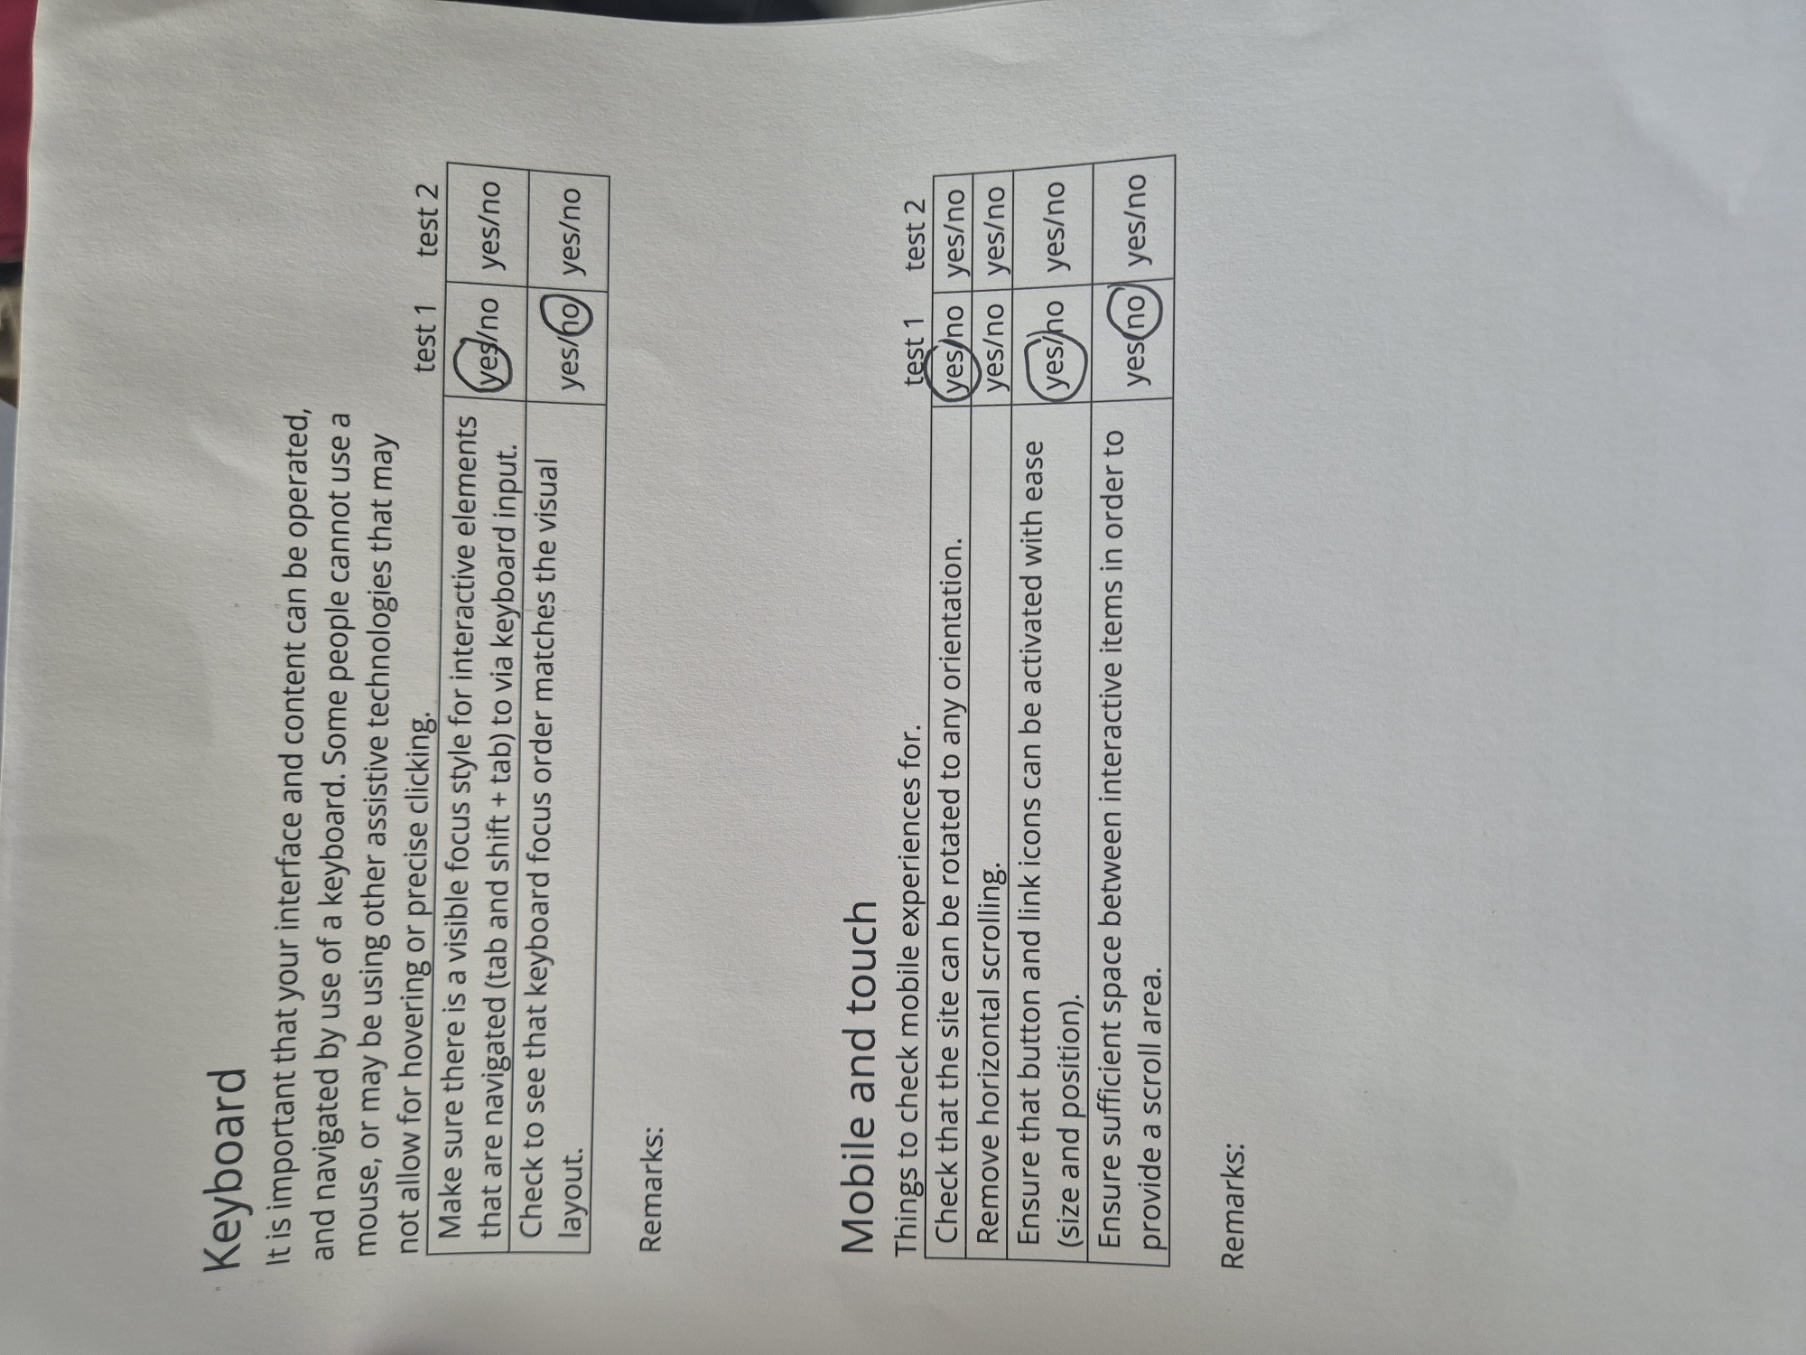 Keyboard
It is important that your interface and content can be operated,
and navigated by use of a keyboard. Some people cannot use a
mouse, or may be using other assistive technologies that may
not allow for hovering or precise clicking.
test 1 test 2
Make sure there is a visible focus style for interactive elements
that are navigated (tab and shift + tab) to via keyboard input.
yes/no yes/no
Check to see that keyboard focus order matches the visual
layout.
yes/no yes/no
Remarks:
Mobile and touch
Things to check mobile experiences for.
test 1 test 2
Check that the site can be rotated to any orientation. yes/no yes/no
Remove horizontal scrolling. yes/no yes/no
Ensure that button and link icons can be activated with ease
(size and position).
yes/no yes/no
Ensure sufficient space between interactive items in order to
provide a scroll area.
yes/no yes/no
Remarks: